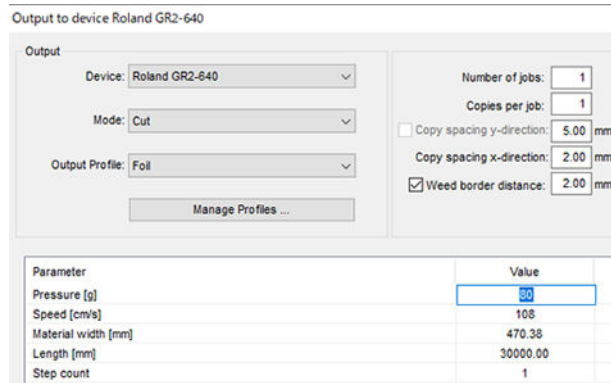 Output to device Roland GR2-640
Output
Device: Roland GR2-640
Mode: Cut
Output Profile: Foil
Manage Profiles ...
Number of jobs: 1
Copies per job: 1
Copy spacing y-direction: 5.00 mm
Copy spacing x-direction: 2.00 mm
Weed border distance: 2.00 mm
Parameter Value
Pressure [g] 80
Speed [cm/s] 108
Material width [mm] 470.38
Length [mm] 30000.00
Step count 1